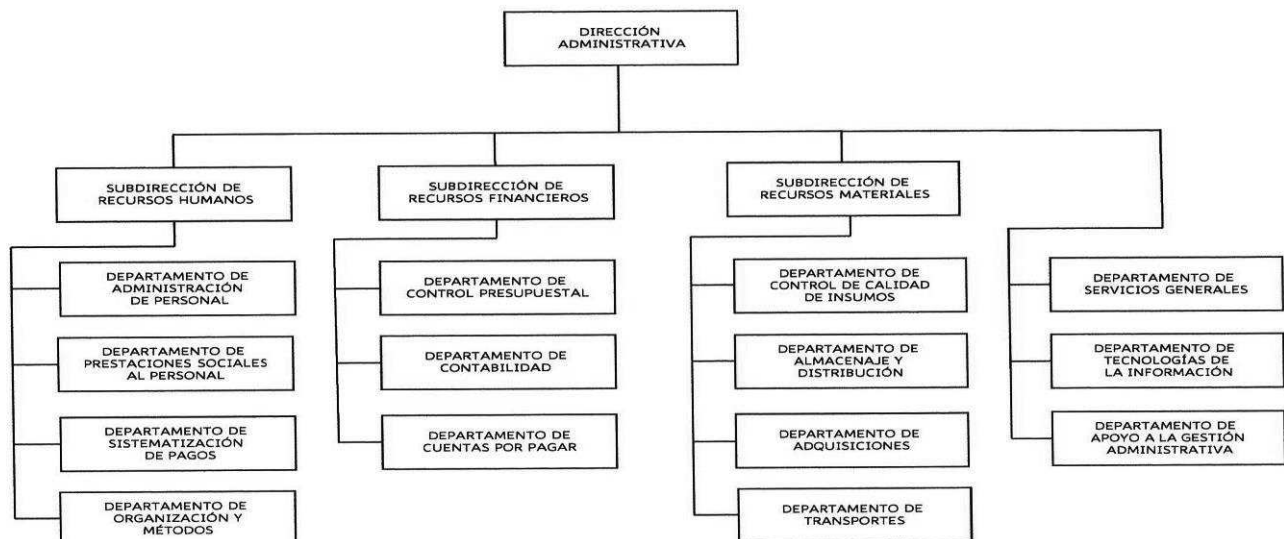 DIRECCIÓN
ADMINISTRATIVA
SUBDIRECCIÓN DE
RECURSOS HUMANOS
SUBDIRECCIÓN DE
RECURSOS FINANCIEROS
SUBDIRECCIÓN DE
RECURSOS MATERIALES
DEPARTAMENTO DE
ADMINISTRACIÓN
DE PERSONAL
DEPARTAMENTO DE
PRESTACIONES SOCIALES
AL PERSONAL
DEPARTAMENTO DE
SISTEMATIZACIÓN
DE PAGOS
DEPARTAMENTO DE
ORGANIZACIÓN Y
MÉTODOS
DEPARTAMENTO DE
CONTROL PRESUPUESTAL
DEPARTAMENTO DE
CONTABILIDAD
DEPARTAMENTO DE
CUENTAS POR PAGAR
DEPARTAMENTO DE
CONTROL DE CALIDAD
DE INSUMOS
DEPARTAMENTO DE
ALMACENAJE Y
DISTRIBUCIÓN
DEPARTAMENTO DE
ADQUISICIONES
DEPARTAMENTO DE
TRANSPORTES
DEPARTAMENTO DE
SERVICIOS GENERALES
DEPARTAMENTO DE
TECNOLOGÍAS DE
LA INFORMACIÓN
DEPARTAMENTO DE
APOYO A LA GESTIÓN
ADMINISTRATIVA